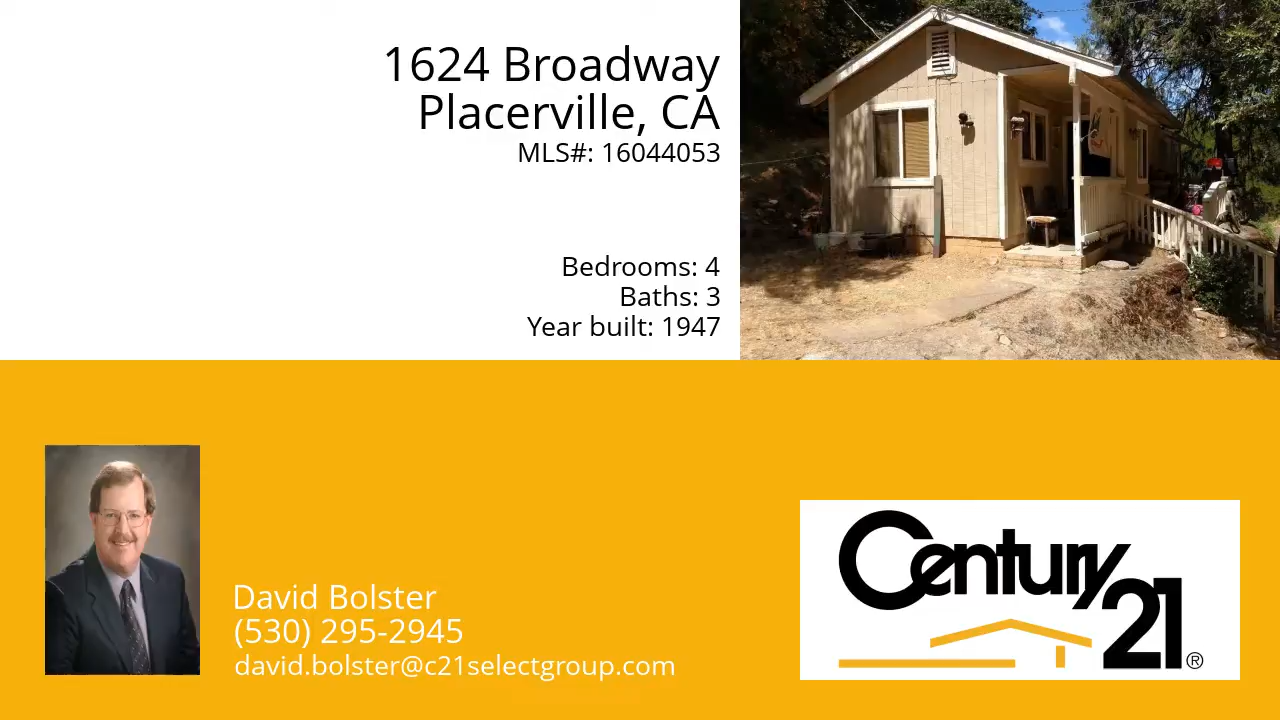 1624 Broadway
Placerville, CA
MLS#: 16044053
Bedrooms: 4
Baths: 3
Year built: 1947
David Bolster
(530) 295-2945
david.bolster@c21selectgroup.com
Century
21®